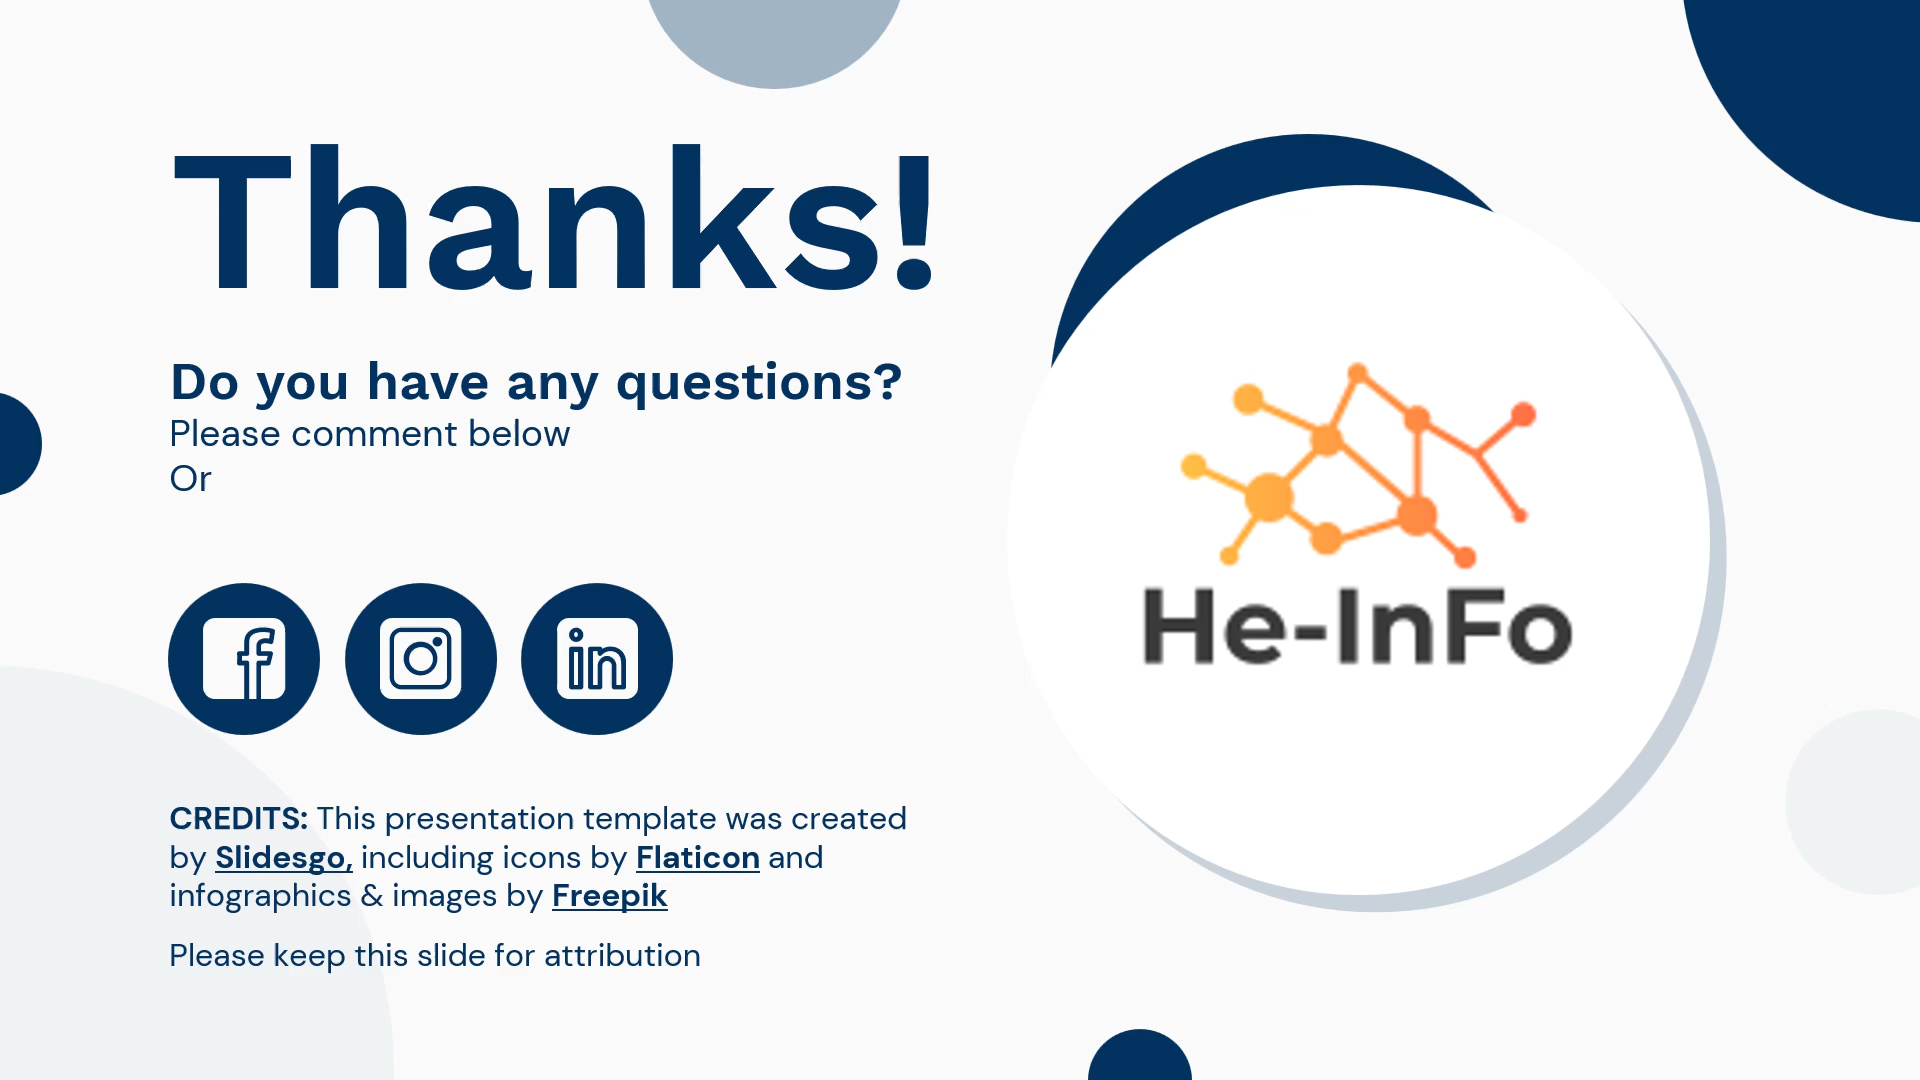 Thanks!
Do you have any questions?
Please comment below
Or
CREDITS: This presentation template was created
by Slidesgo, including icons by Flaticon and
infographics & images by Freepik
Please keep this slide for attribution
He-InFo